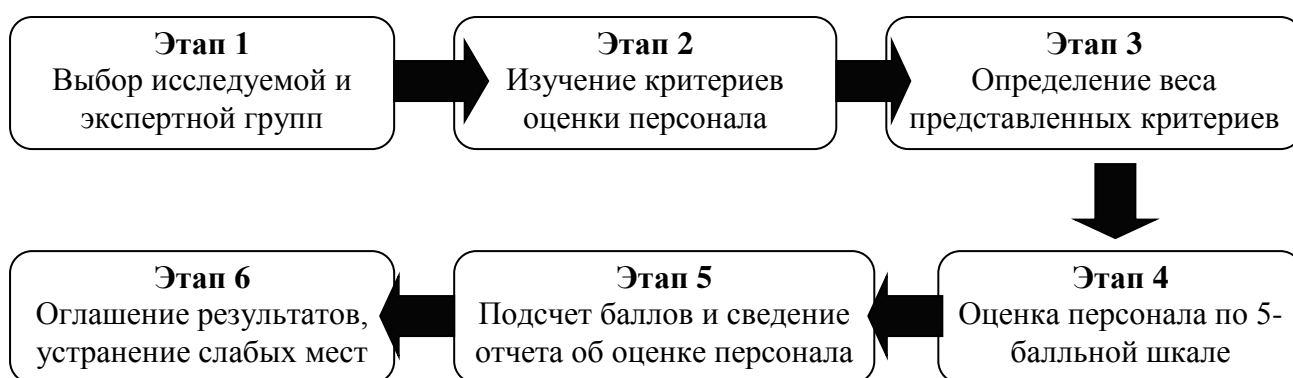 Этап 1
Выбор исследуемой и
экспертной групп
Этап 2
Изучение критериев
оценки персонала
Этап 3
Определение веса
представленных критериев
Этап 4
Оценка персонала по 5-
балльной шкале
Этап 5
Подсчет баллов и сведение
отчета об оценке персонала
Этап 6
Оглашение результатов,
устранение слабых мест